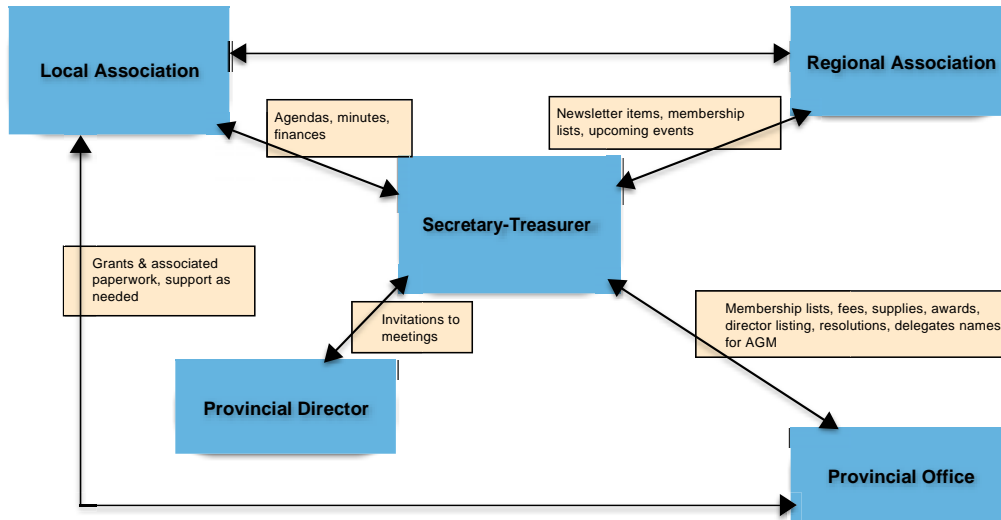 Local Association
Regional Association
Agendas, minutes,
finances
Newsletter items, membership
lists, upcoming events
Secretary-Treasurer
Grants & associated
paperwork, support as
needed
Invitations to
meetings
Membership lists, fees, supplies, awards,
director listing, resolutions, delegates names
for AGM
Provincial Director
Provincial Office